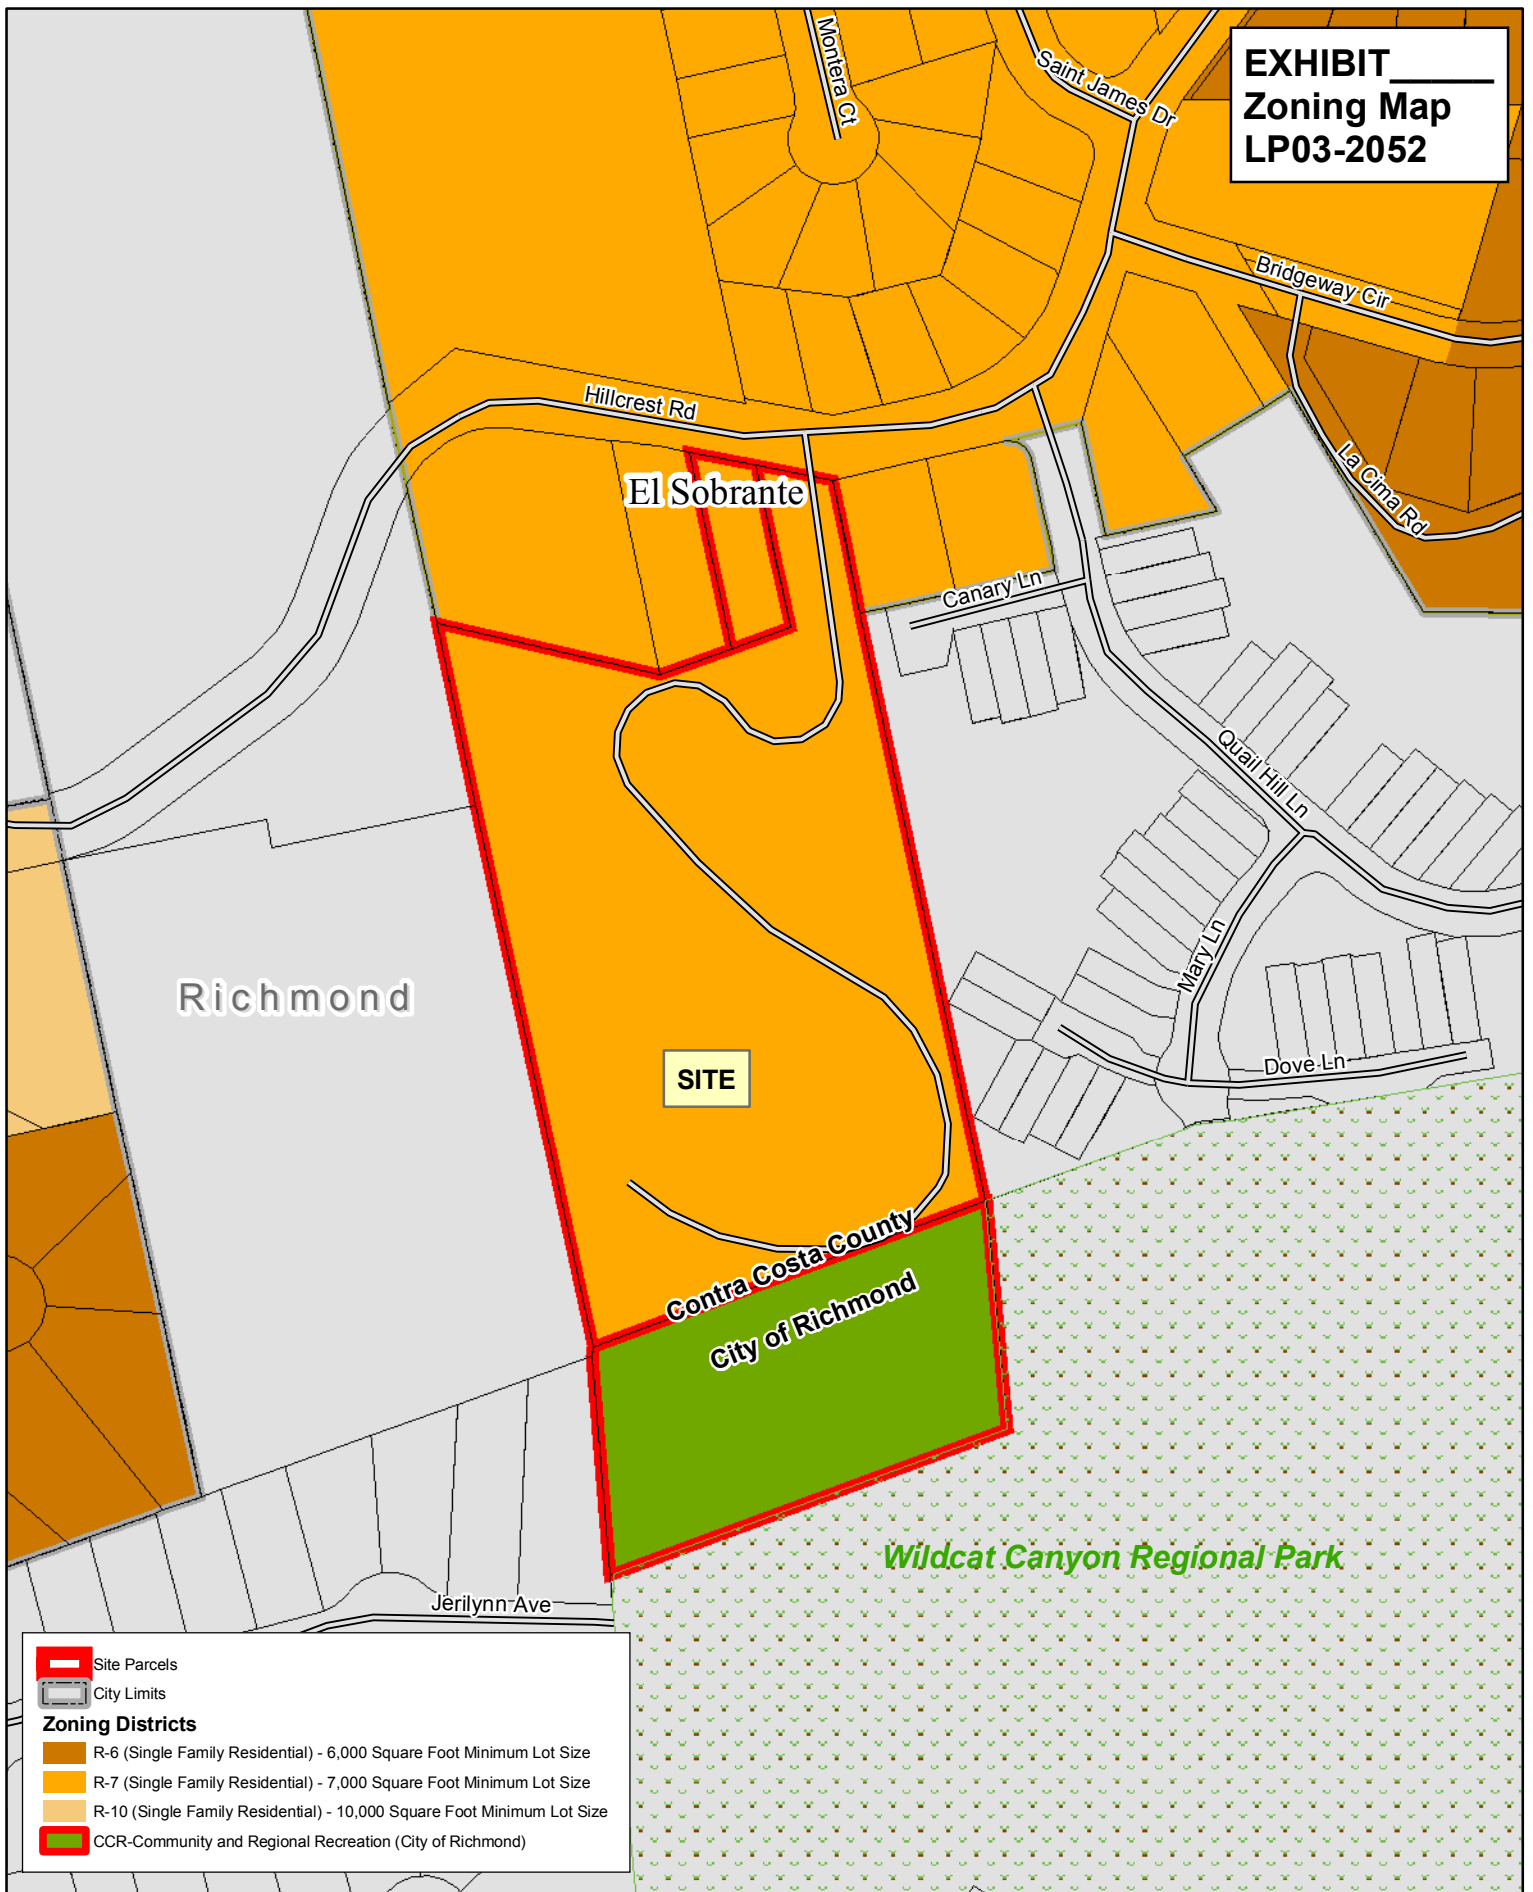 EXHIBIT_____
Zoning Map
LP03-2052
Montera Ct
Saint James Dr
Bridgeway Cir
Hillcrest Rd
La Cima Rd
El Sobrante
Canary Ln
Quail Hill Ln
Mary Ln
Richmond
Dove Ln
SITE
Contra Costa County
City of Richmond
Wildcat Canyon Regional Park
Jerilynn Ave
Site Parcels
City Limits
Zoning Districts
R-6 (Single Family Residential) - 6,000 Square Foot Minimum Lot Size
R-7 (Single Family Residential) - 7,000 Square Foot Minimum Lot Size
R-10 (Single Family Residential) - 10,000 Square Foot Minimum Lot Size
CCR-Community and Regional Recreation (City of Richmond)